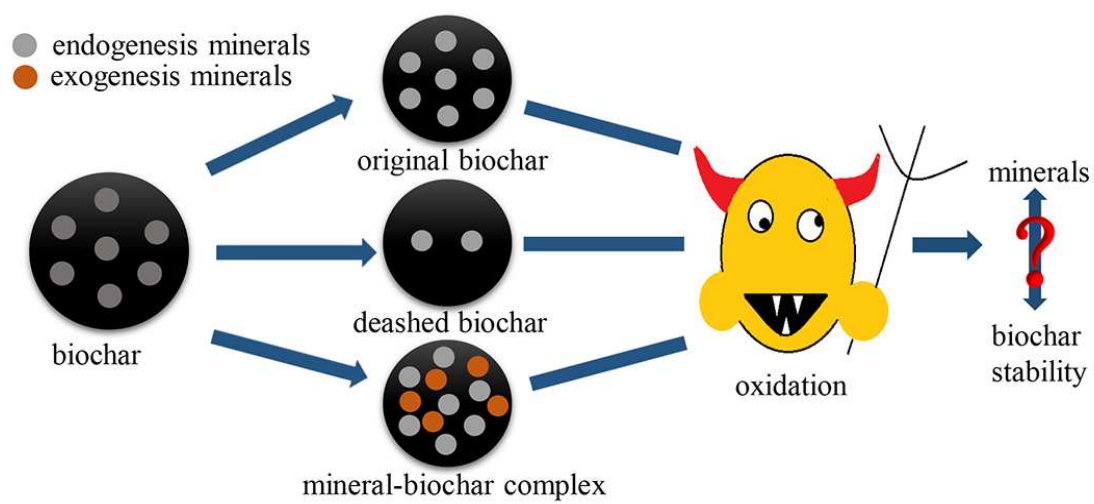 endogenesis minerals
exogenesis minerals
original biochar
biochar
deashed biochar
mineral-biochar complex
oxidation
minerals
?
biochar
stability